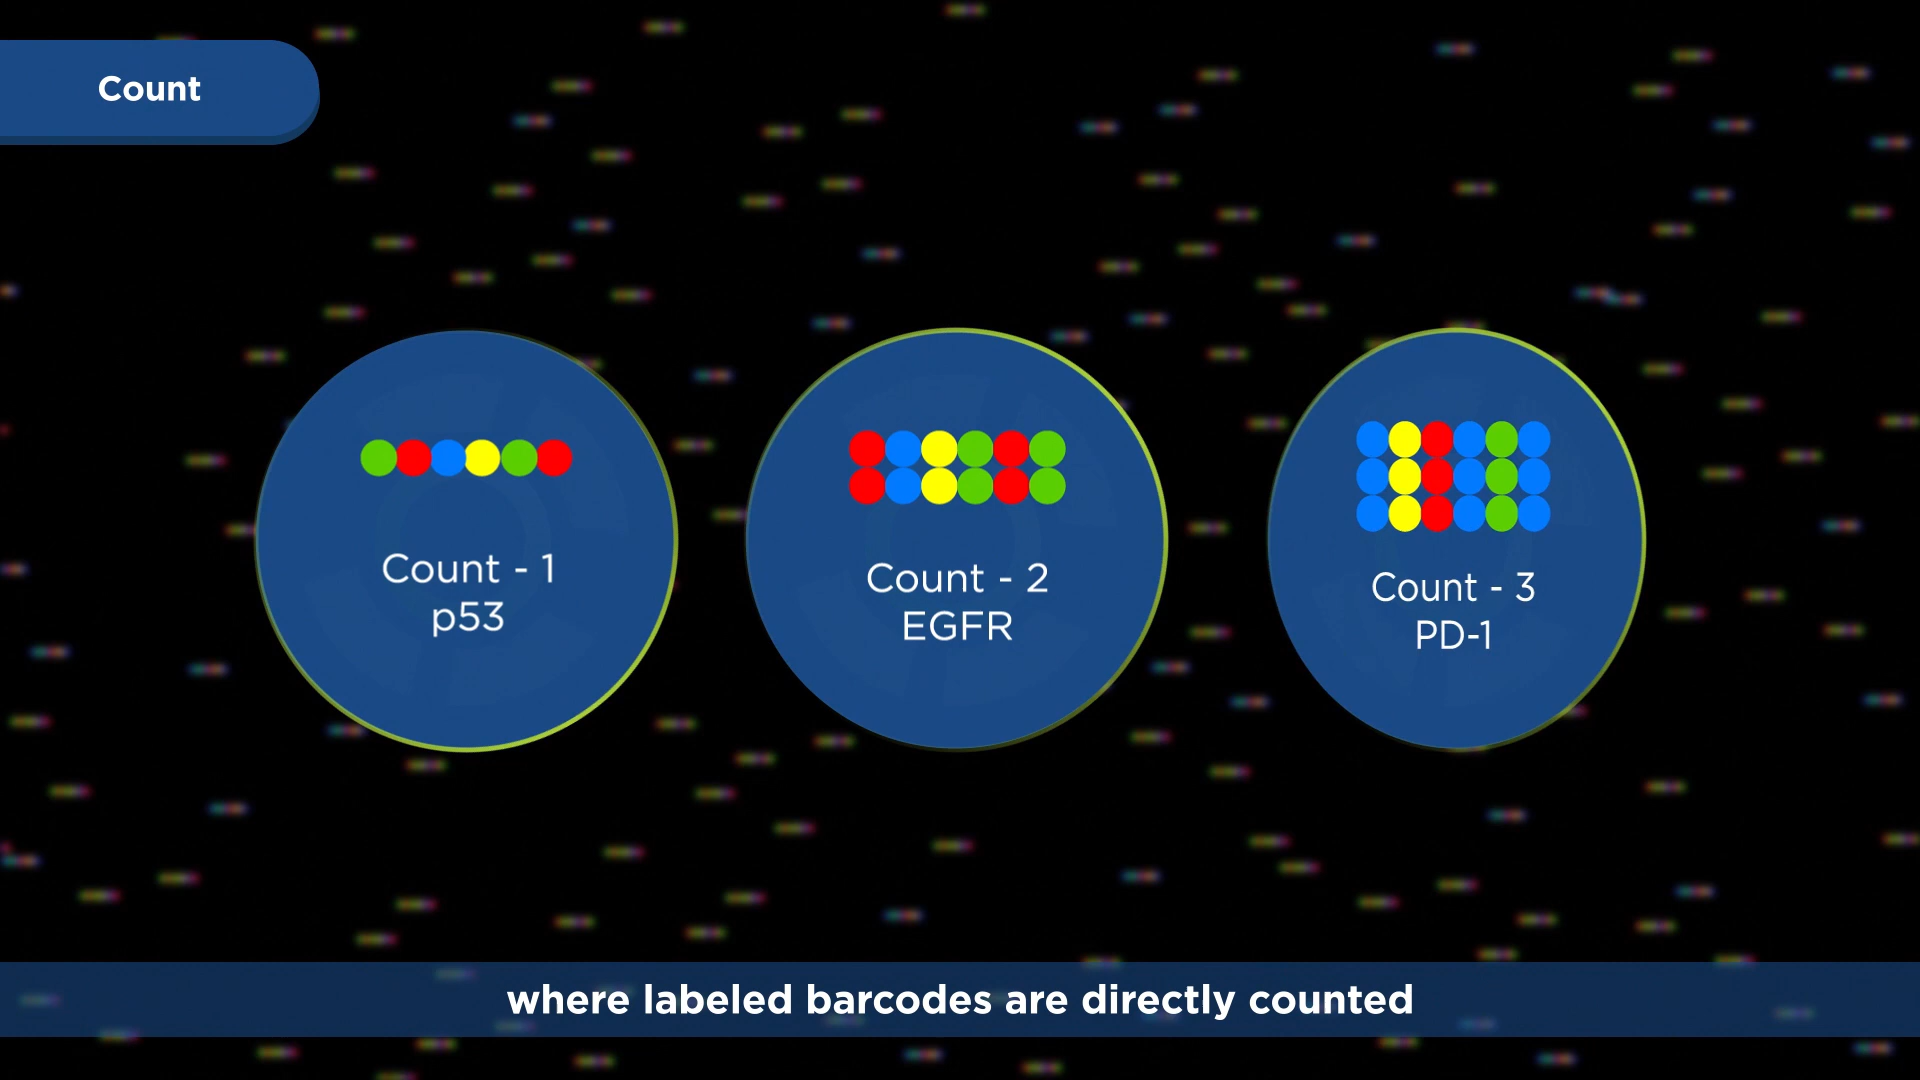 Count
Count - 1
p53
Count - 2
EGFR
Count - 3
PD-1
where labeled barcodes are directly counted